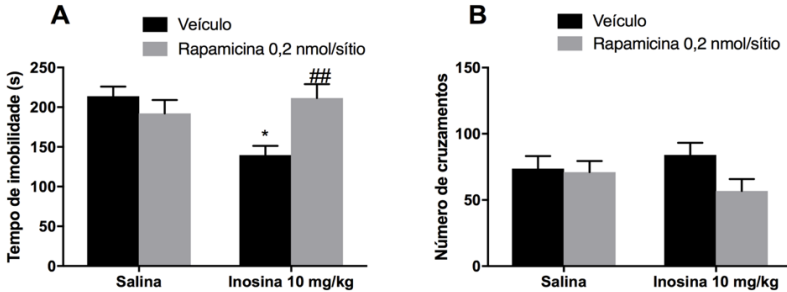 A
Veículo
Rapamicina 0,2 nmol/sítio
Tempo de imobilidade (s)
250
200
150
100
50
0
*
##
Salina
Inosina 10 mg/kg
B
Veículo
Rapamicina 0,2 nmol/sítio
Número de cruzamentos
150
100
50
0
Salina
Inosina 10 mg/kg